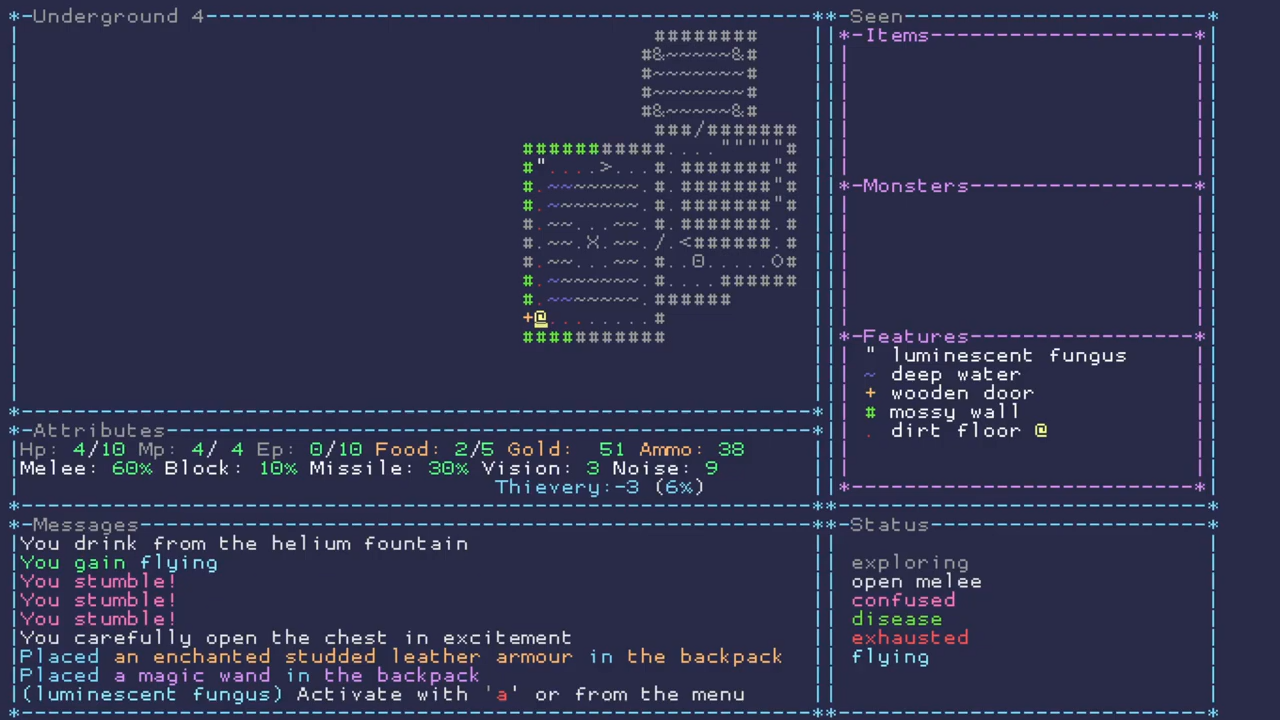 Underground 4
Seen
Items
########
#&~~~~~&#
#~~~~~~~#
#~~~~~~~#
#&~~~~~&#
###/#######
###########...."""""#
#"....>...#.#######"#
#.~~~~~~~.#.#######"#
#.~~~~~~~.#.#######"#
#.~~...~~.#.#######.#
#.~~.X.~~./.<######.#
#.~~...~~.#..0.....O#
#.~~~~~~~.#....######
#.~~~~~~~.######
+@........#
###########
Monsters
Features
" luminescent fungus
~ deep water
+ wooden door
# mossy wall
. dirt floor @
Attributes
Hp: 4/10 Mp: 4/ 4 Ep: 0/10 Food: 2/5 Gold: 51 Ammo: 38
Melee: 60% Block: 10% Missile: 30% Vision: 3 Noise: 9
Thievery:-3 (6%)
Messages
You drink from the helium fountain
You gain flying
You stumble!
You stumble!
You stumble!
You carefully open the chest in excitement
Placed an enchanted studded leather armour in the backpack
Placed a magic wand in the backpack
(luminescent fungus) Activate with 'a' or from the menu
Status
exploring
open melee
confused
disease
exhausted
flying